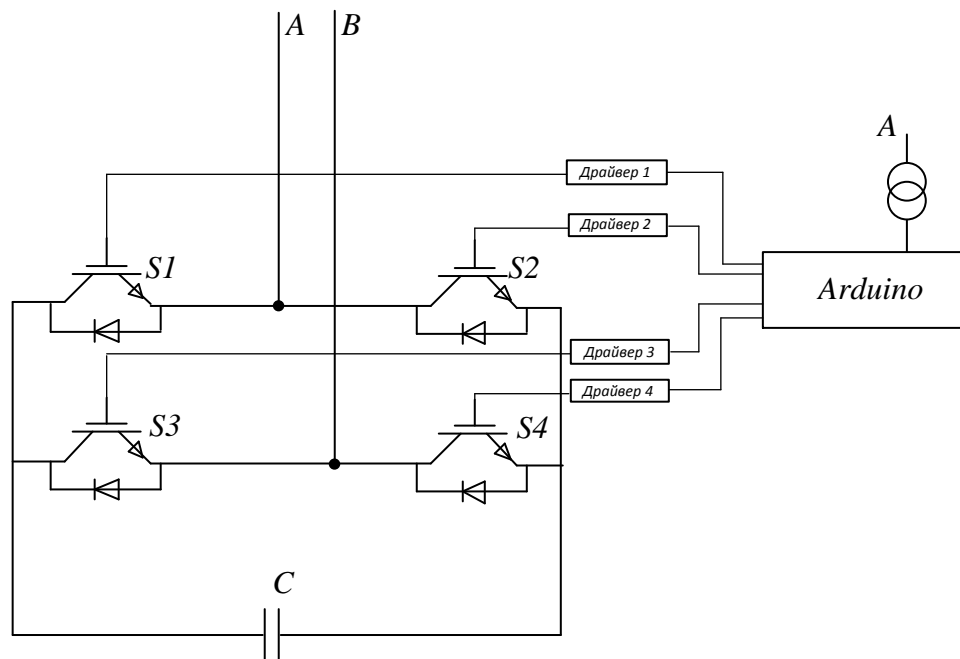 A B
A
Драйвер 1
Драйвер 2
S1 S2
Arduino
Драйвер 3
Драйвер 4
S3 S4
C